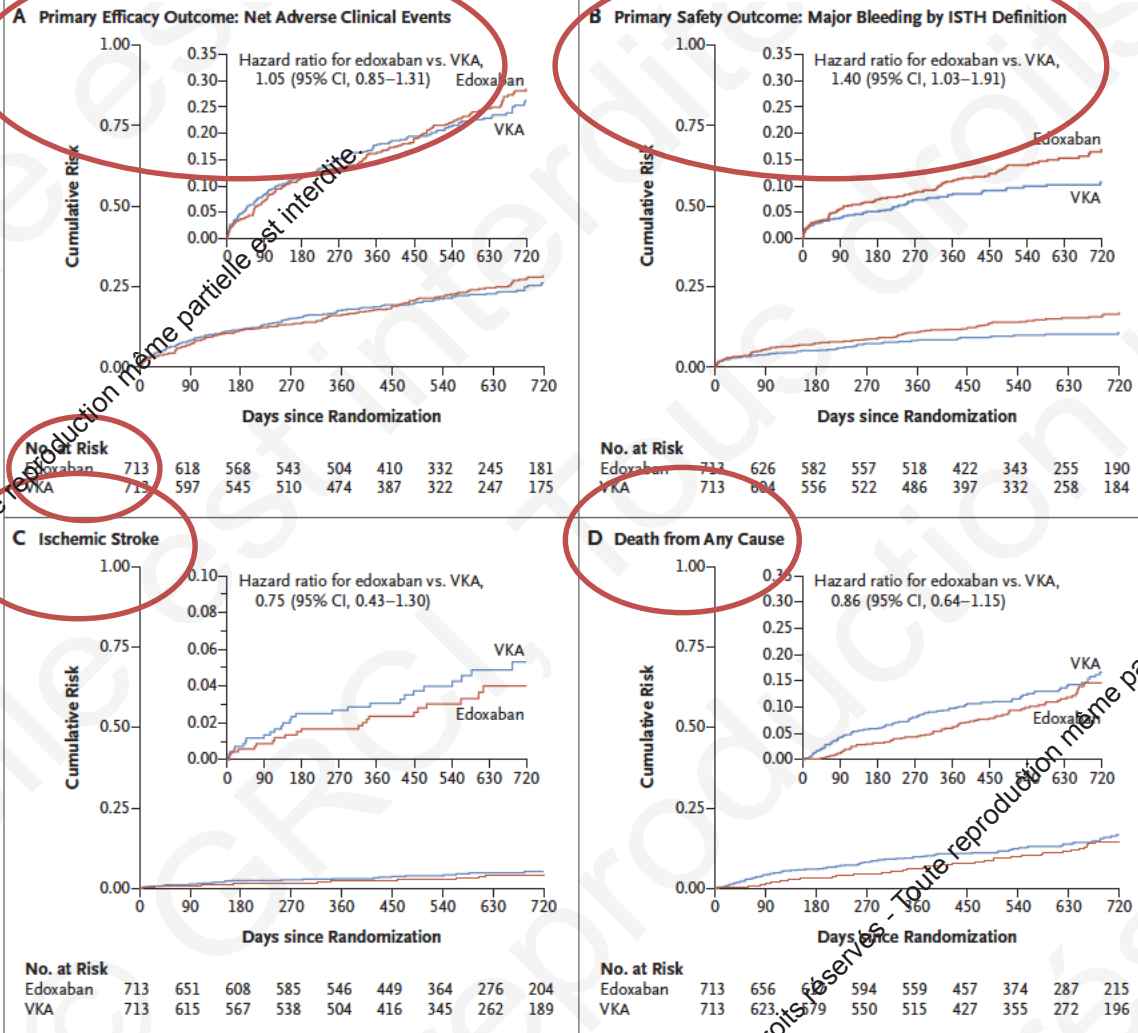 A Primary Efficacy Outcome: Net Adverse Clinical Events
Hazard ratio for edoxaban vs. VKA,
1.05 (95% CI, 0.85–1.31)
Edoxaban
VKA
Cumulative Risk
1.00
0.75
0.50
0.25
0.00
0.35
0.30
0.25
0.20
0.15
0.10
0.05
0.00
0 90 180 270 360 450 540 630 720
0 90 180 270 360 450 540 630 720
Days since Randomization
No. at Risk
Edoxaban 713 618 568 543 504 410 332 245 181
VKA 713 597 545 510 474 387 322 247 175
B Primary Safety Outcome: Major Bleeding by ISTH Definition
Hazard ratio for edoxaban vs. VKA,
1.40 (95% CI, 1.03–1.91)
Edoxaban
VKA
Cumulative Risk
1.00
0.75
0.50
0.25
0.00
0.35
0.30
0.25
0.20
0.15
0.10
0.05
0.00
0 90 180 270 360 450 540 630 720
0 90 180 270 360 450 540 630 720
Days since Randomization
No. at Risk
Edoxaban 713 626 582 557 518 422 343 255 190
VKA 713 604 556 522 486 397 332 258 184
C Ischemic Stroke
Hazard ratio for edoxaban vs. VKA,
0.75 (95% CI, 0.43–1.30)
VKA
Edoxaban
Cumulative Risk
1.00
0.75
0.50
0.25
0.00
0.10
0.08
0.06
0.04
0.02
0.00
0 90 180 270 360 450 540 630 720
0 90 180 270 360 450 540 630 720
Days since Randomization
No. at Risk
Edoxaban 713 651 608 585 546 449 364 276 204
VKA 713 615 567 538 504 416 345 262 189
D Death from Any Cause
Hazard ratio for edoxaban vs. VKA,
0.86 (95% CI, 0.64–1.15)
VKA
Edoxaban
Cumulative Risk
1.00
0.75
0.50
0.25
0.00
0.35
0.30
0.25
0.20
0.15
0.10
0.05
0.00
0 90 180 270 360 450 540 630 720
0 90 180 270 360 450 540 630 720
Days since Randomization
No. at Risk
Edoxaban 713 656 594 559 457 374 287 215
VKA 713 623 579 550 515 427 355 272 196
reproduction même partielle est interdite.
droits réservés - Toute reproduction même
GRCI, Tous droits
reproduction